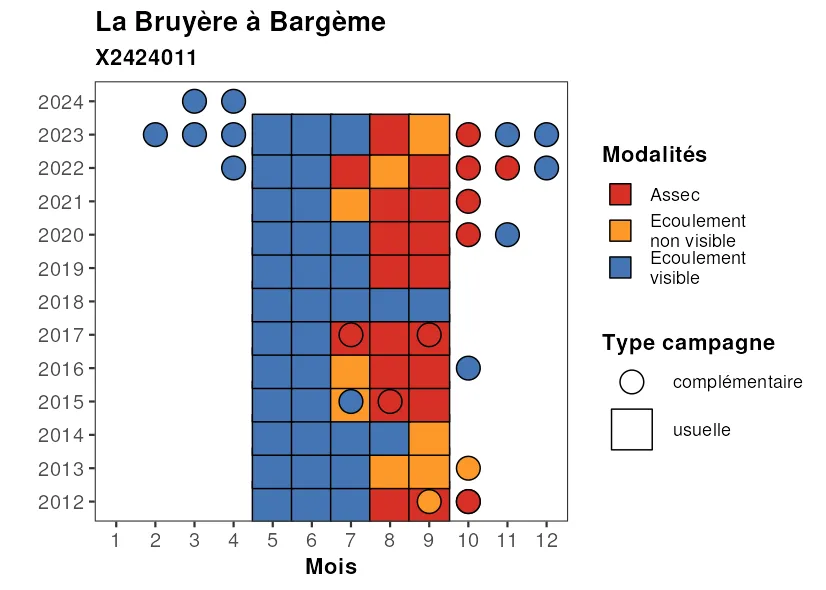 La Bruyère à Bargème
X2424011
2024
2023
2022
2021
2020
2019
2018
2017
2016
2015
2014
2013
2012
1 2 3 4 5 6 7 8 9 10 11 12
Mois
Modalités
Assec
Ecoulement
non visible
Ecoulement
visible
Type campagne
complémentaire
usuelle